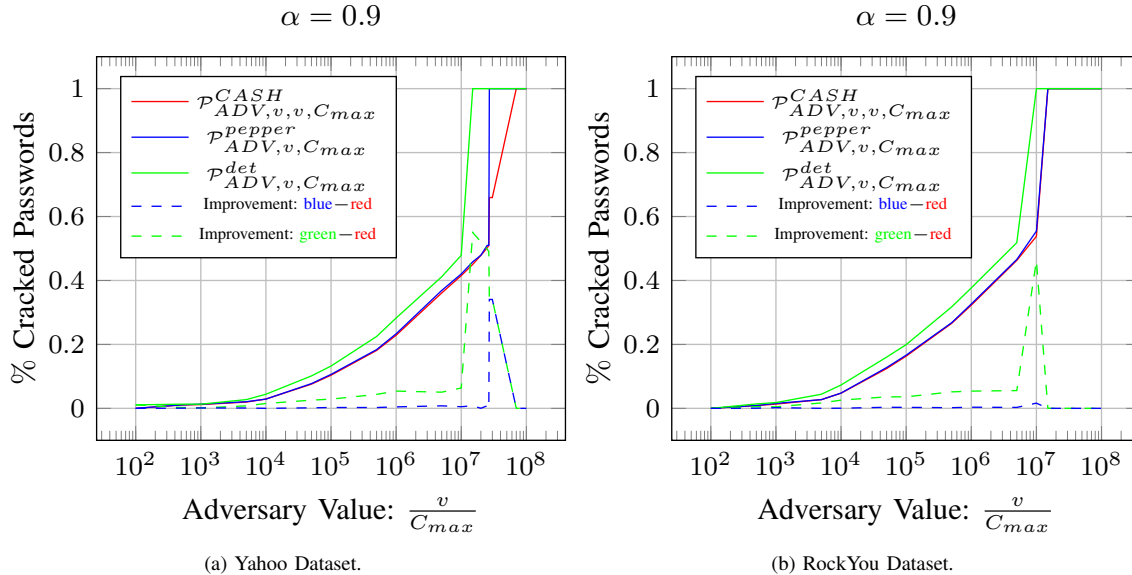 α = 0.9
1
0.8
0.6
0.4
0.2
0
% Cracked Passwords
P^{CASH}_{ADV,v,v,C_{max}}
P^{pepper}_{ADV,v,C_{max}}
P^{det}_{ADV,v,C_{max}}
Improvement: blue−red
Improvement: green−red
10^2 10^3 10^4 10^5 10^6 10^7 10^8
Adversary Value: \frac{v}{C_{max}}
(a) Yahoo Dataset.
α = 0.9
1
0.8
0.6
0.4
0.2
0
% Cracked Passwords
P^{CASH}_{ADV,v,v,C_{max}}
P^{pepper}_{ADV,v,C_{max}}
P^{det}_{ADV,v,C_{max}}
Improvement: blue−red
Improvement: green−red
10^2 10^3 10^4 10^5 10^6 10^7 10^8
Adversary Value: \frac{v}{C_{max}}
(b) RockYou Dataset.